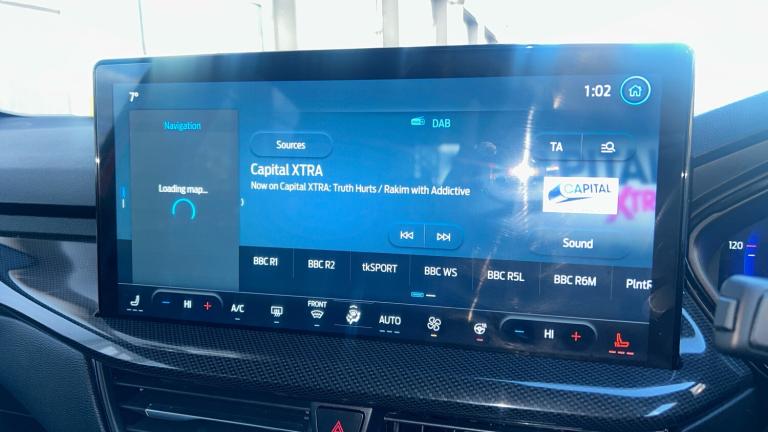 7°
1:02
Navigation
Loading map...
DAB
Sources
TA
Capital XTRA
Now on Capital XTRA: Truth Hurts / Rakim with Addictive
CAPITAL
XTRA
Sound
BBC R1
BBC R2
tkSPORT
BBC WS
BBC R5L
BBC R6M
PlntR
HI
A/C
FRONT
AUTO
HI
120